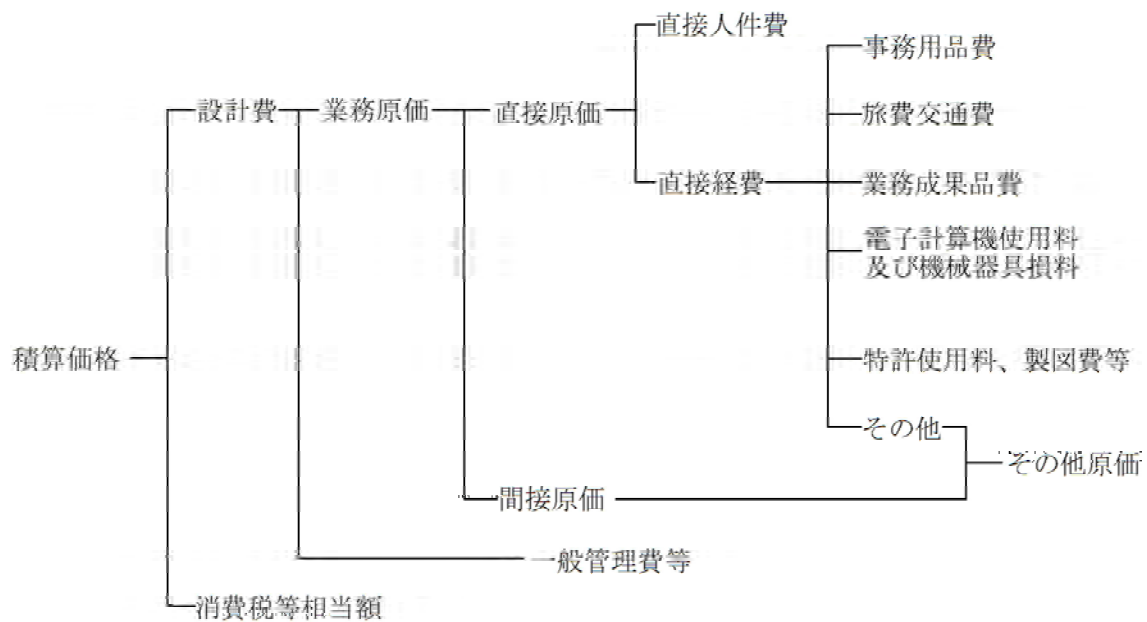 直接人件費
事務用品費
設計費
業務原価
直接原価
旅費交通費
直接経費
業務成果品費
電子計算機使用料
及び機械器具損料
積算価格
特許使用料、製図費等
その他
その他原価
間接原価
一般管理費等
消費税等相当額